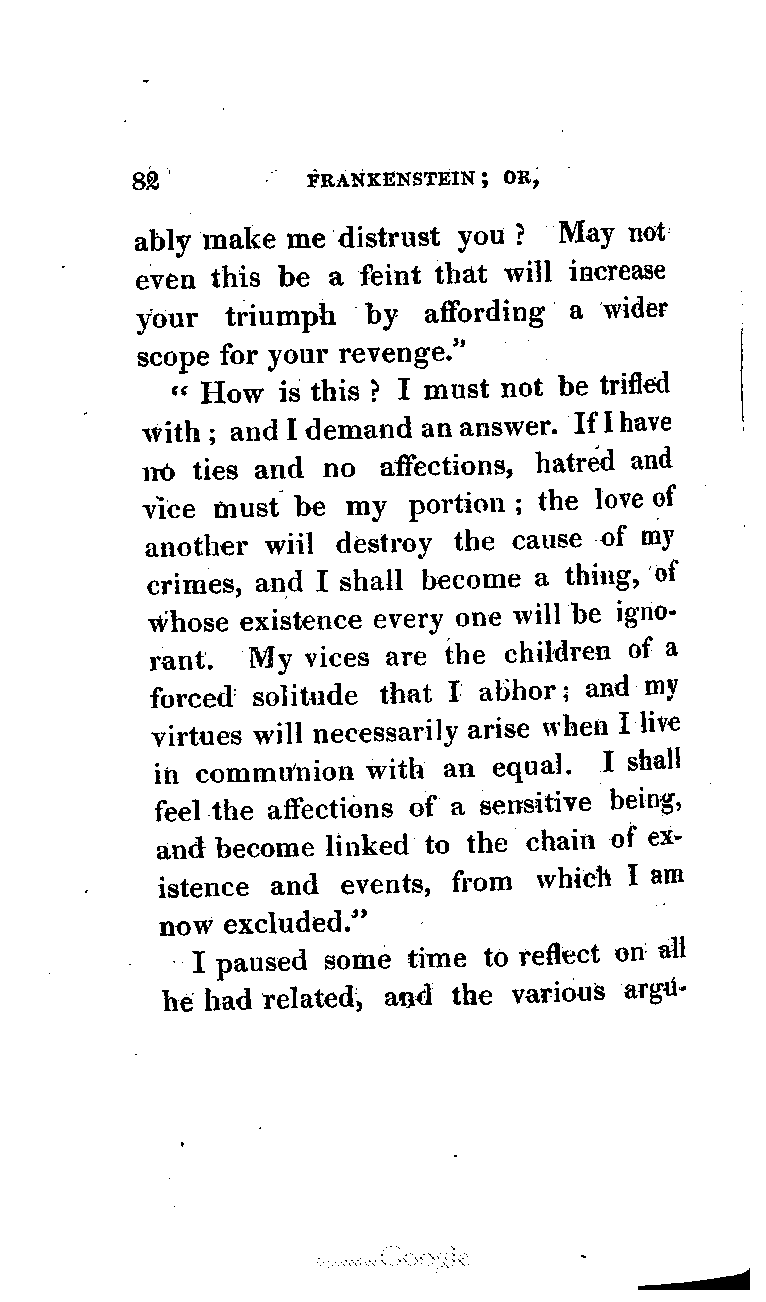 82 FRANKENSTEIN; OR,
ably make me distrust you? May not
even this be a feint that will increase
your triumph by affording a wider
scope for your revenge."
"How is this? I must not be trifled
with; and I demand an answer. If I have
no ties and no affections, hatred and
vice must be my portion; the love of
another will destroy the cause of my
crimes, and I shall become a thing, of
whose existence every one will be igno-
rant. My vices are the children of a
forced solitude that I abhor; and my
virtues will necessarily arise when I live
in communion with an equal. I shall
feel the affections of a sensitive being,
and become linked to the chain of ex-
istence and events, from which I am
now excluded."
I paused some time to reflect on all
he had related, and the various argu-
Google